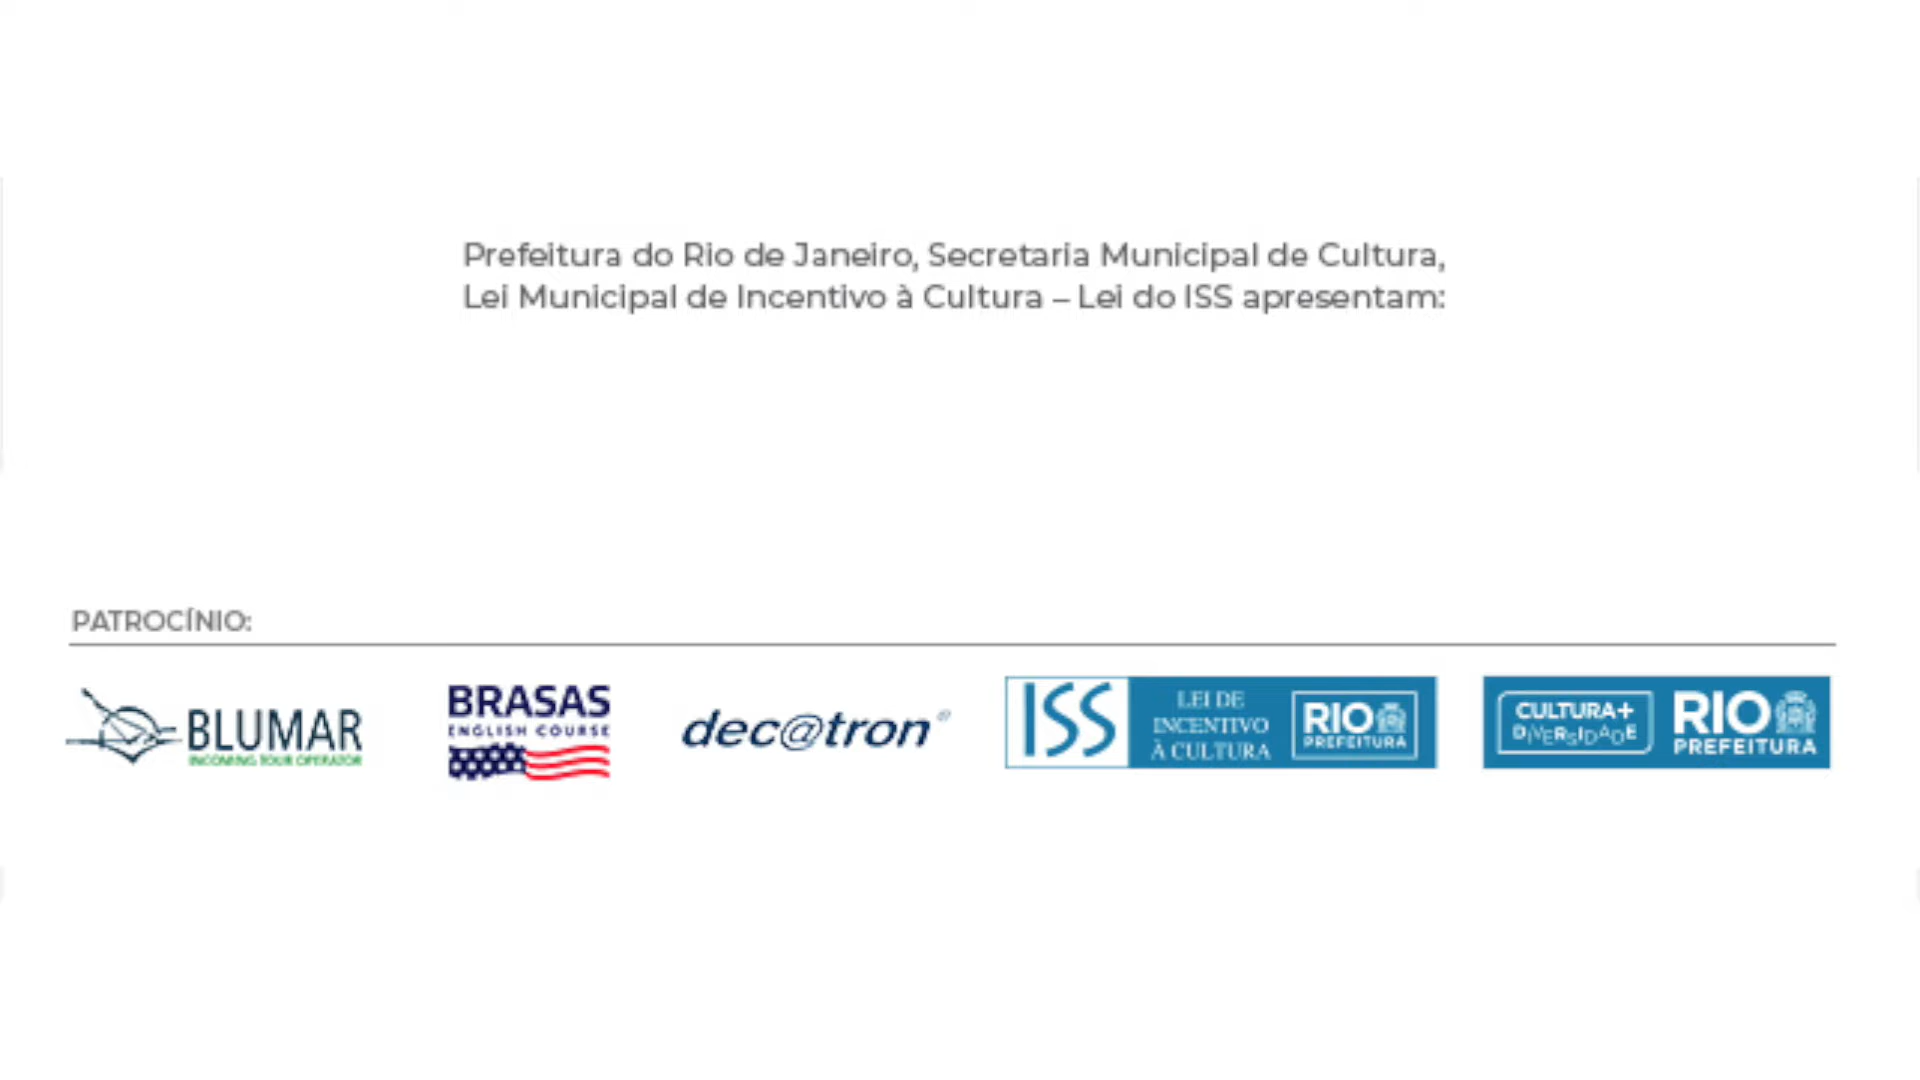 Prefeitura do Rio de Janeiro, Secretaria Municipal de Cultura,
Lei Municipal de Incentivo à Cultura – Lei do ISS apresentam:
PATROCÍNIO:
BLUMAR
INCOMING TOUR OPERATOR
BRASAS
ENGLISH COURSE
dec@tron®
ISS
LEI DE
INCENTIVO
À CULTURA
RIO
PREFEITURA
CULTURA+
DIVERSIDADE
RIO
PREFEITURA